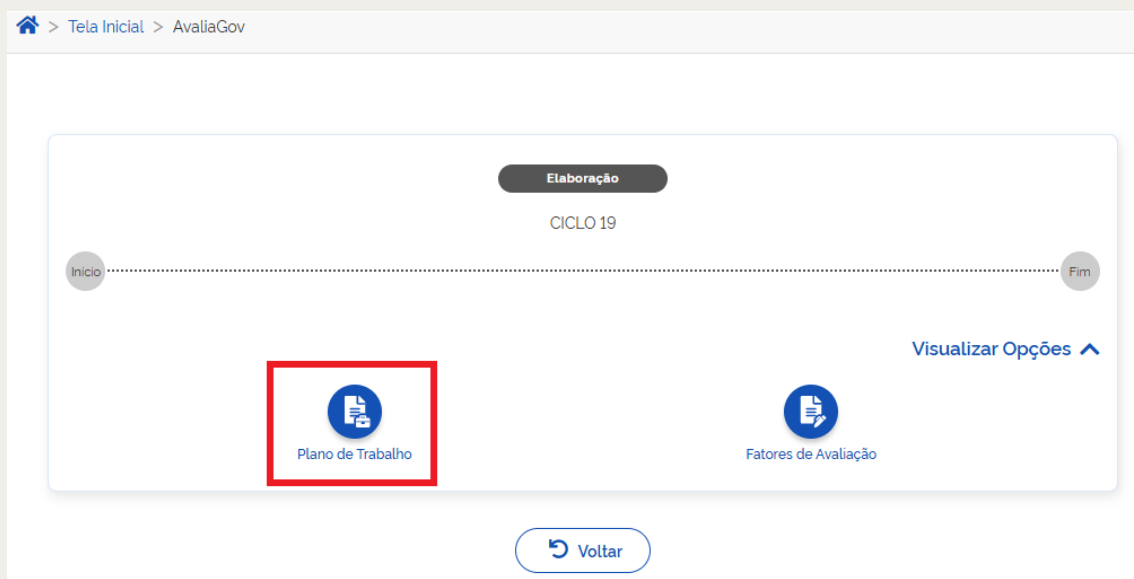 > Tela Inicial > AvaliaGov
Elaboração
CICLO 19
Início
Fim
Visualizar Opções
Plano de Trabalho
Fatores de Avaliação
Voltar